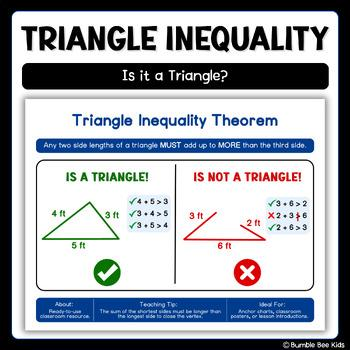 TRIANGLE INEQUALITY
Is it a Triangle?
Triangle Inequality Theorem
Any two side lengths of a triangle MUST add up to MORE than the third side.
IS A TRIANGLE!
4 ft
3 ft
5 ft
✓ 4 + 5 > 3
✓ 3 + 4 > 5
✓ 3 + 5 > 4
IS NOT A TRIANGLE!
3 ft
2 ft
6 ft
✓ 3 + 6 > 2
✗ 2 + 3 ≯ 6
✓ 2 + 6 > 3
About:
Ready-to-use
classroom resource.
Teaching Tip:
The sum of the shortest sides must be longer than
the longest side to close the vertex.
Ideal For:
Anchor charts, classroom
posters, or lesson introductions.
© Bumble Bee Kids